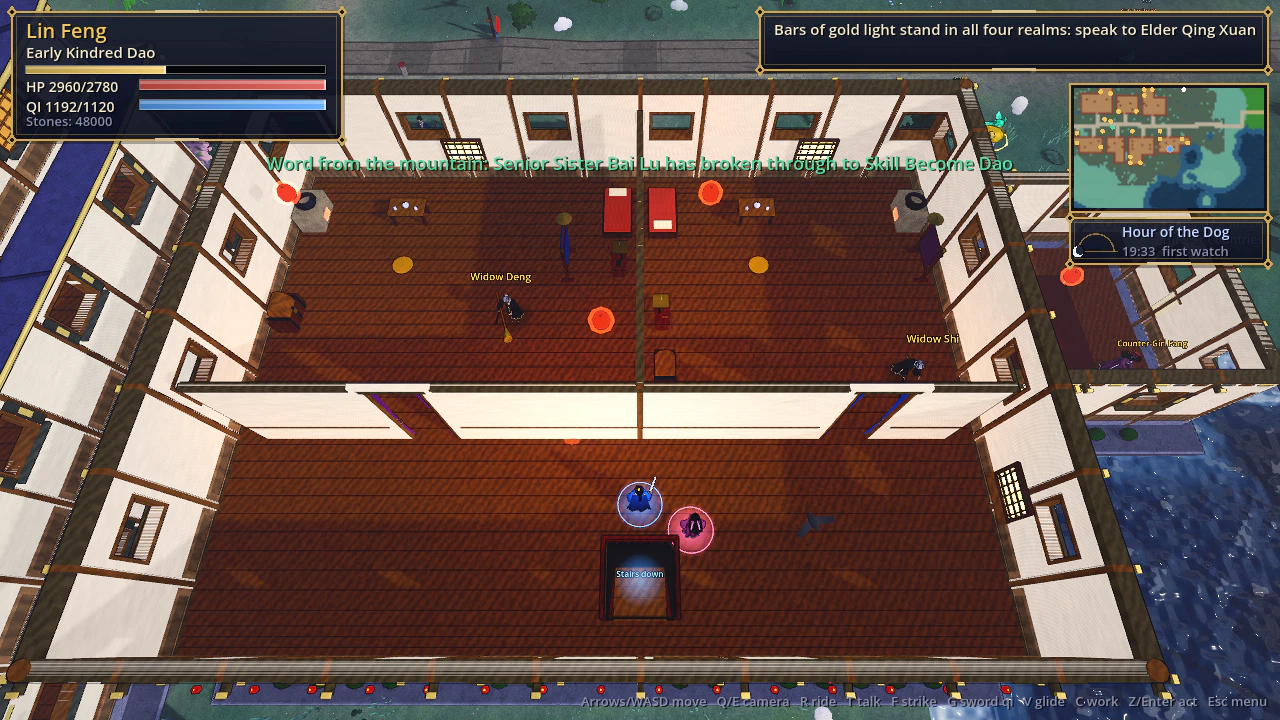 Lin Feng
Early Kindred Dao
HP 2960/2780
QI 1192/1120
Stones: 48000
Bars of gold light stand in all four realms: speak to Elder Qing Xuan
Word from the mountain: Senior Sister Bai Lu has broken through to Skill Become Dao
Hour of the Dog
19:33 first watch
Widow Deng
Widow Shi
Counter-Girl Fang
Stairs down
Arrows/WASD move Q/E camera R ride T talk F strike G sword qi V glide C work Z/Enter act Esc menu